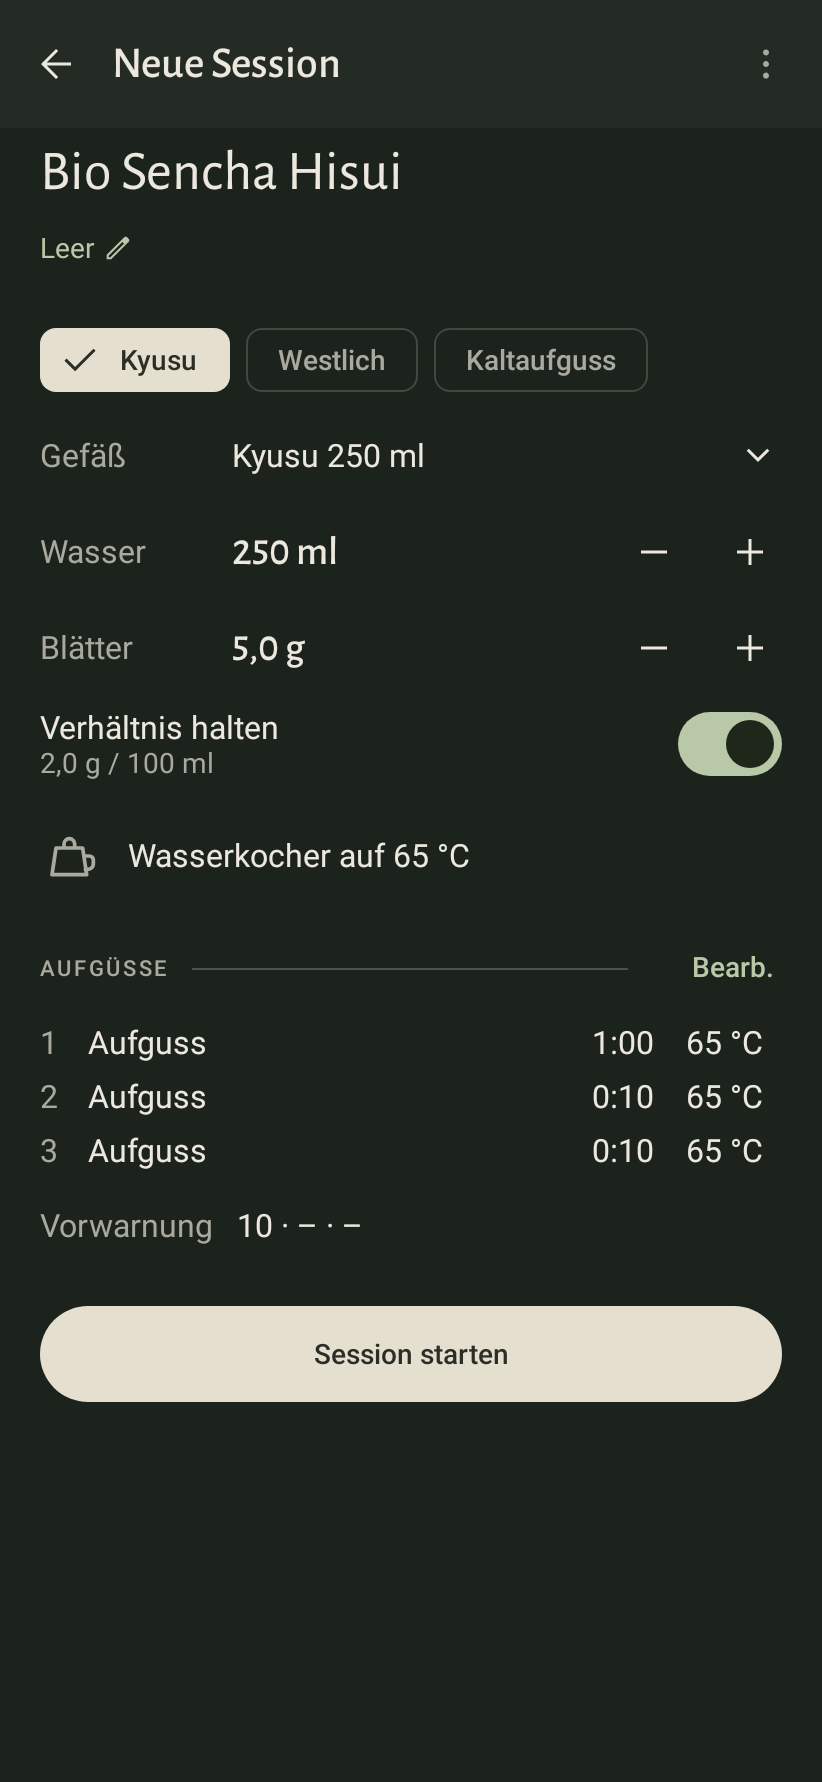 Neue Session
Bio Sencha Hisui
Leer
Kyusu Westlich Kaltaufguss
Gefäß Kyusu 250 ml
Wasser 250 ml
Blätter 5,0 g
Verhältnis halten
2,0 g / 100 ml
Wasserkocher auf 65 °C
AUFGÜSSE Bearb.
1 Aufguss 1:00 65 °C
2 Aufguss 0:10 65 °C
3 Aufguss 0:10 65 °C
Vorwarnung 10 · – · –
Session starten